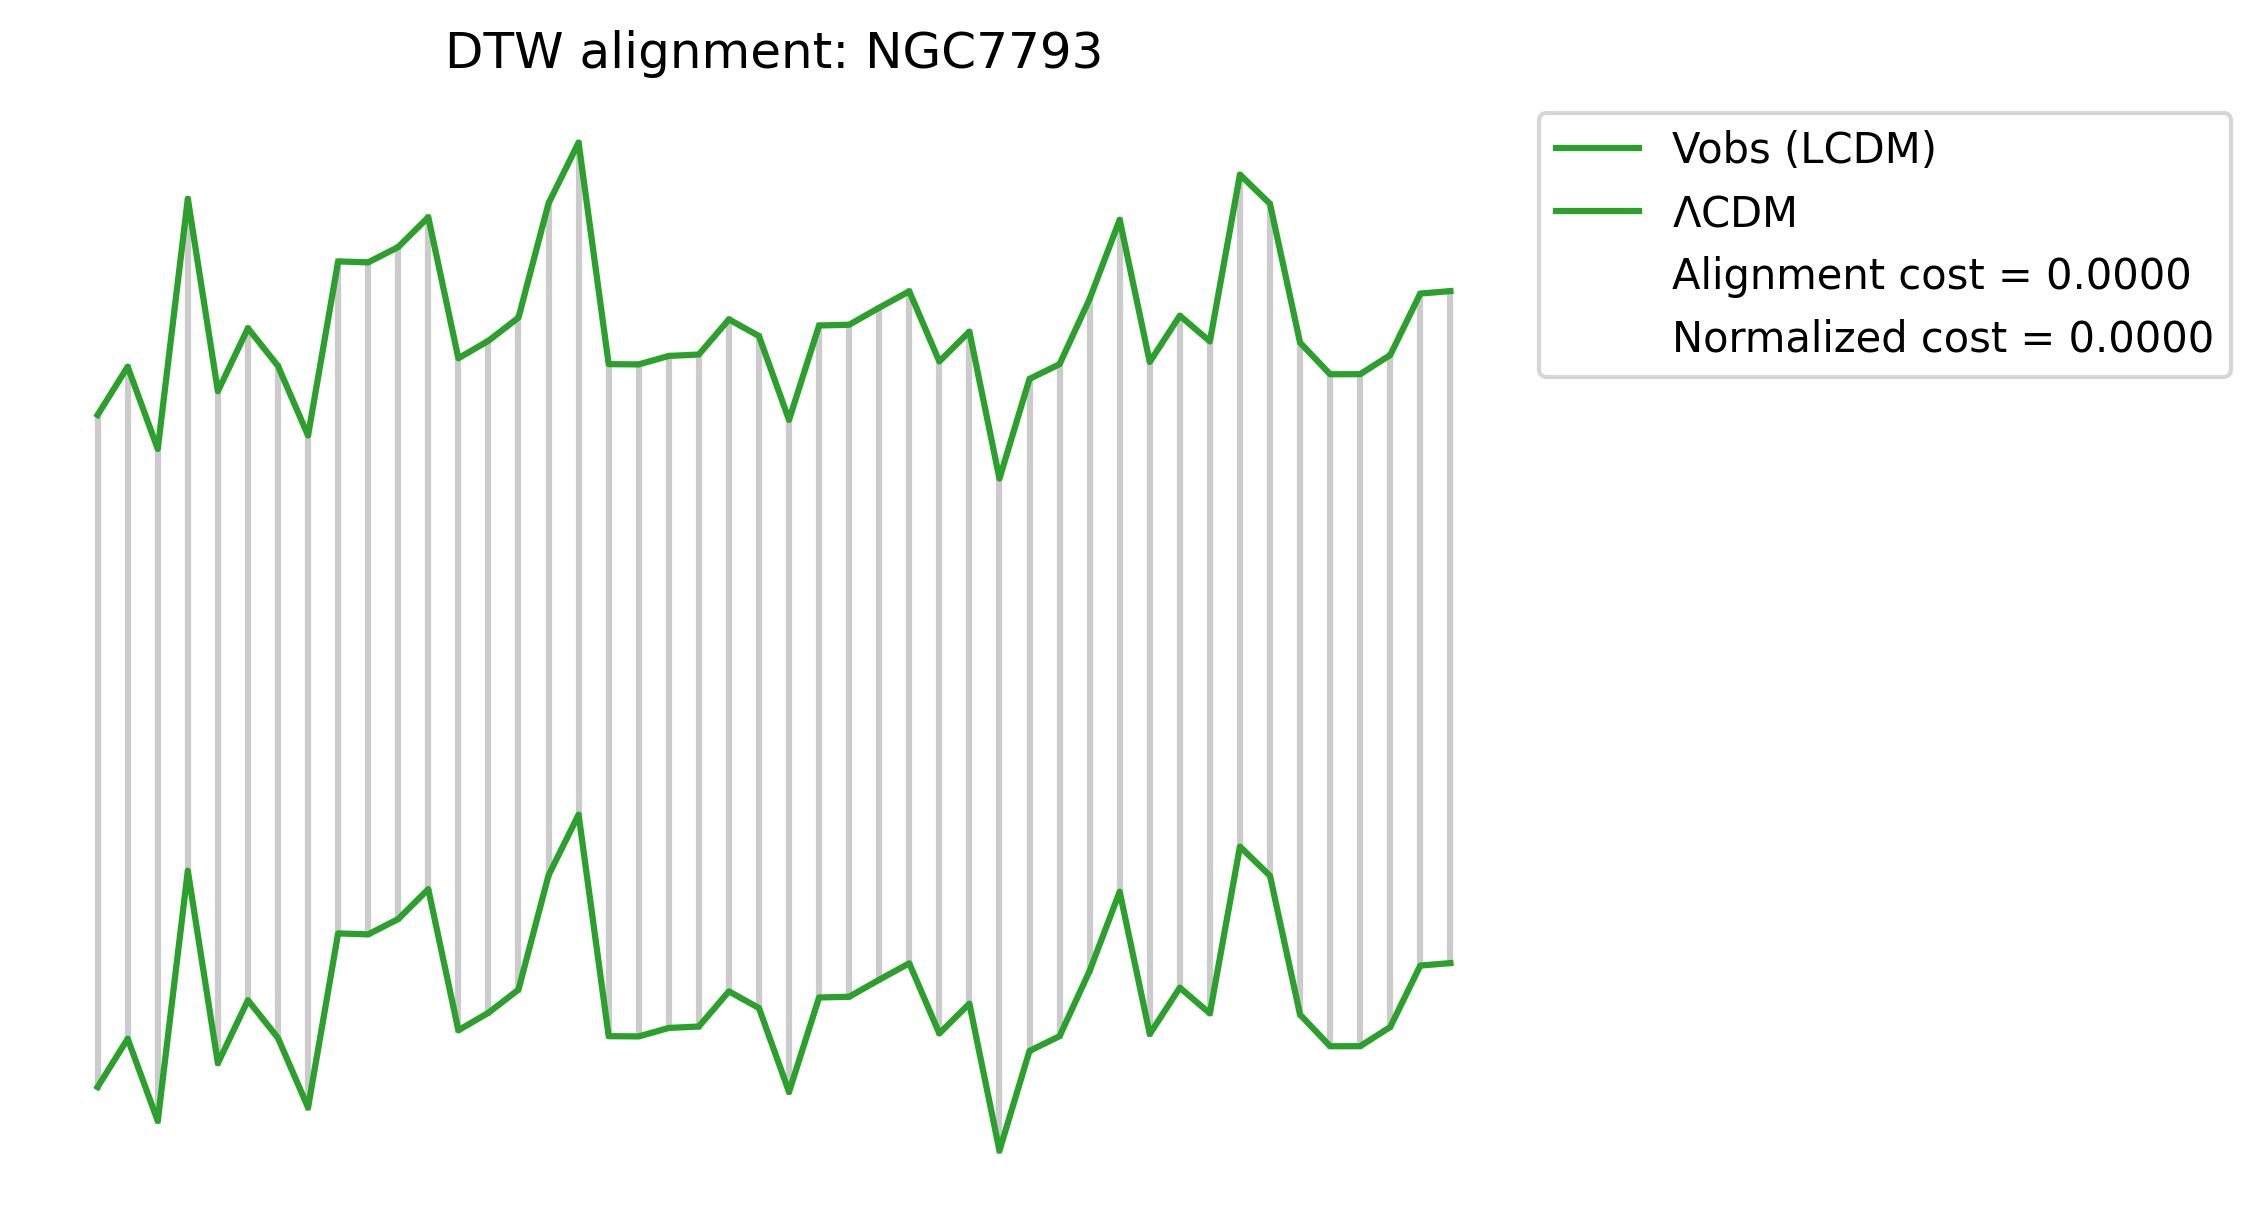 DTW alignment: NGC7793
Vobs (LCDM)
ΛCDM
Alignment cost = 0.0000
Normalized cost = 0.0000